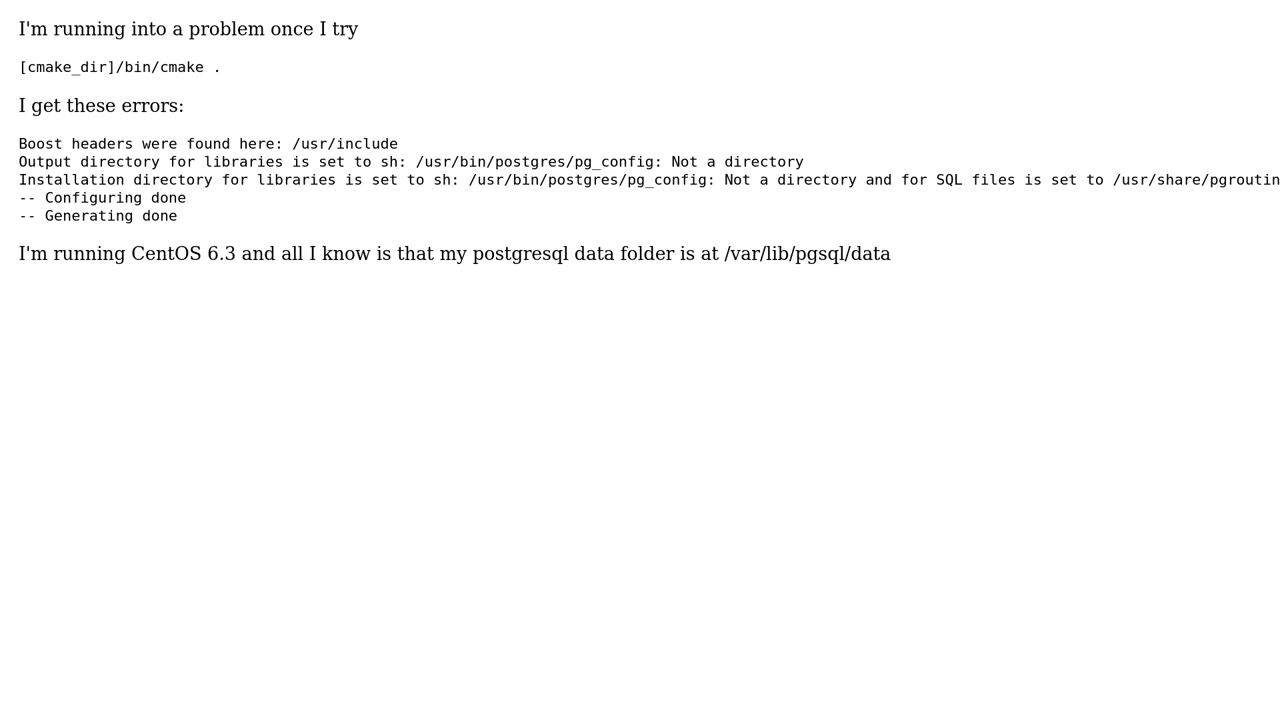 I'm running into a problem once I try
[cmake_dir]/bin/cmake .
I get these errors:
Boost headers were found here: /usr/include
Output directory for libraries is set to sh: /usr/bin/postgres/pg_config: Not a directory
Installation directory for libraries is set to sh: /usr/bin/postgres/pg_config: Not a directory and for SQL files is set to /usr/share/pgroutin
-- Configuring done
-- Generating done
I'm running CentOS 6.3 and all I know is that my postgresql data folder is at /var/lib/pgsql/data